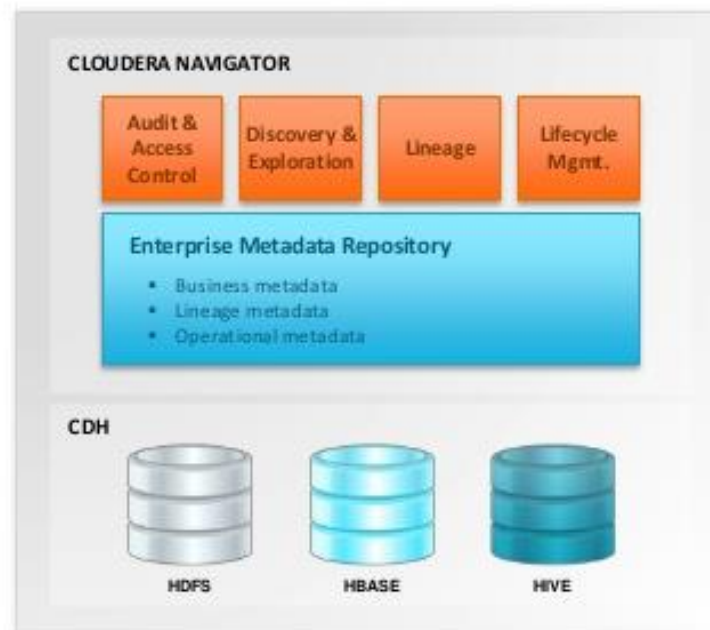 CLOUDERA NAVIGATOR
Audit &
Access
Control
Discovery &
Exploration
Lineage
Lifecycle
Mgmt.
Enterprise Metadata Repository
▪ Business metadata
▪ Lineage metadata
▪ Operational metadata
CDH
HDFS
HBASE
HIVE